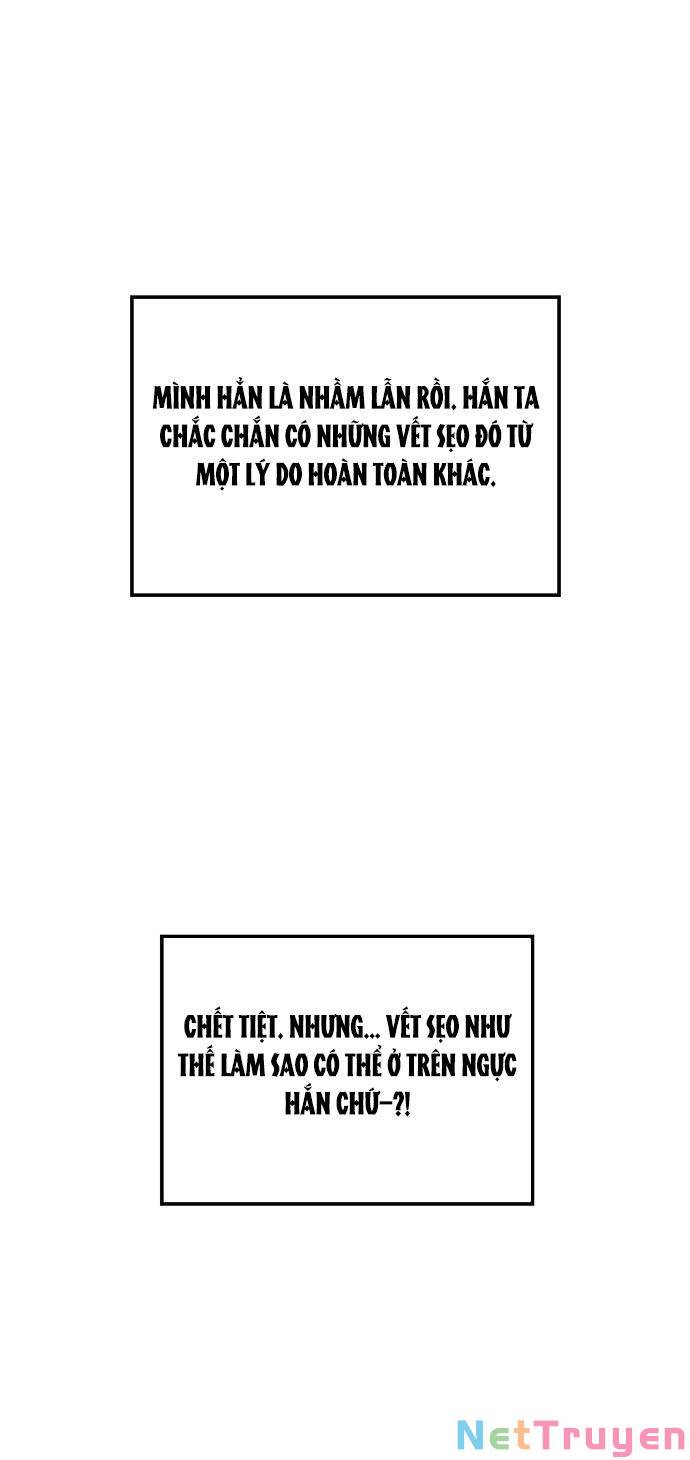 MÌNH HẲN LÀ NHẦM LẪN RỒI. HẮN TA
CHẮC CHẮN CÓ NHỮNG VẾT SẸO ĐÓ TỪ
MỘT LÝ DO HOÀN TOÀN KHÁC.
CHẾT TIỆT. NHƯNG... VẾT SẸO NHƯ
THẾ LÀM SAO CÓ THỂ Ở TRÊN NGỰC
HẮN CHỨ-?!
NetTruyen